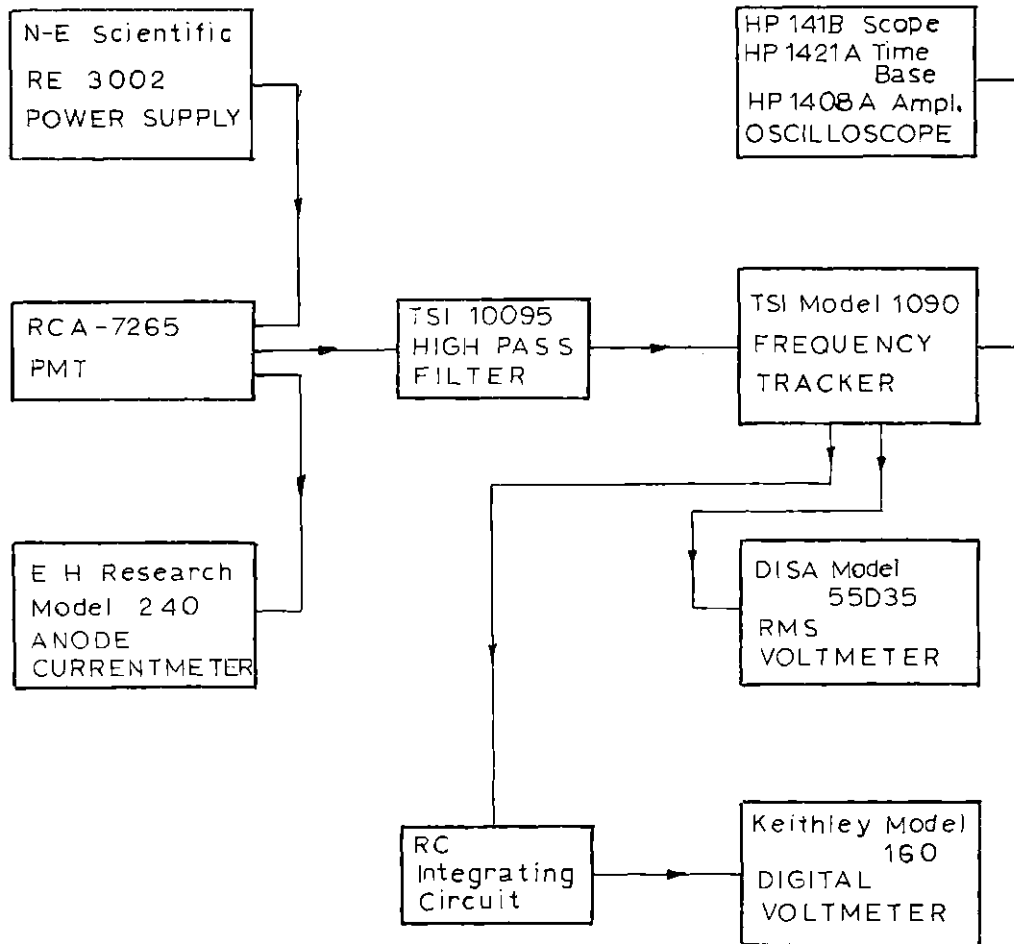 N-E Scientific
RE 3002
POWER SUPPLY
HP 141B Scope
HP 1421A Time
Base
HP 1408A Ampl.
OSCILLOSCOPE
RCA-7265
PMT
TSI 10095
HIGH PASS
FILTER
TSI Model 1090
FREQUENCY
TRACKER
E H Research
Model 240
ANODE
CURRENTMETER
DISA Model
55D35
RMS
VOLTMETER
RC
Integrating
Circuit
Keithley Model
160
DIGITAL
VOLTMETER